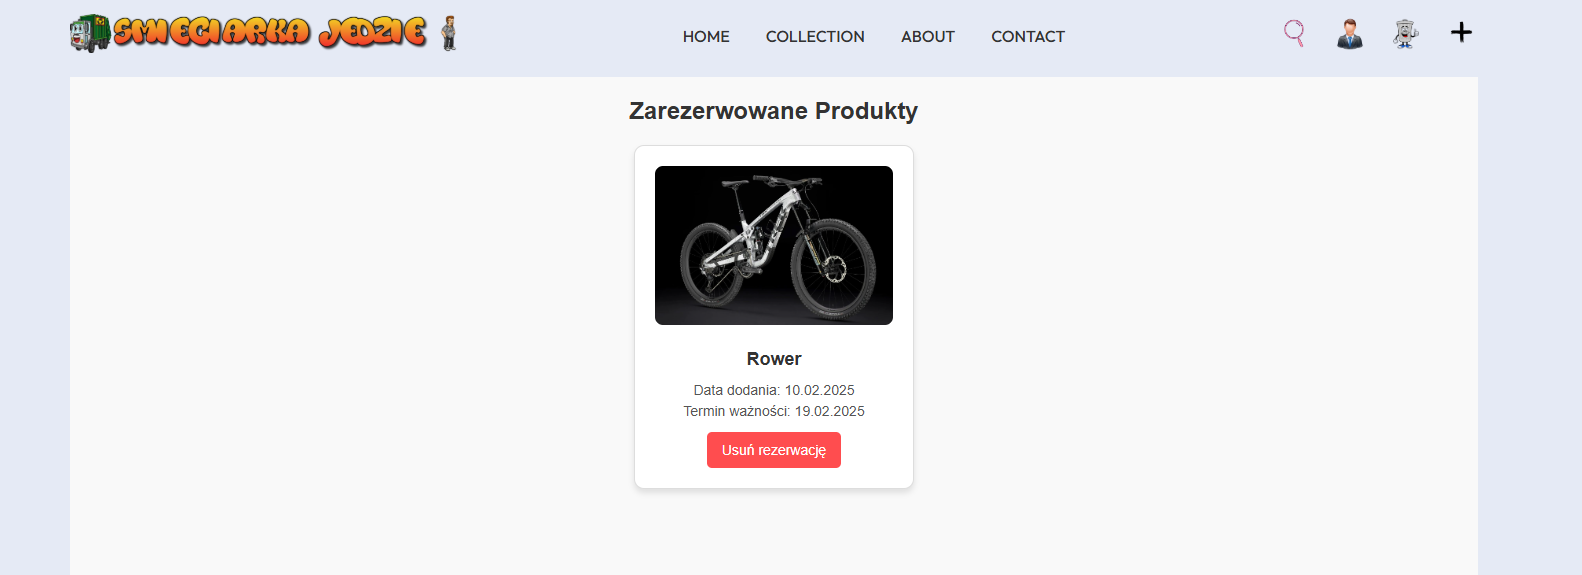 ŚMIECIARKA JEDZIE
HOME COLLECTION ABOUT CONTACT
Zarezerwowane Produkty
Rower
Data dodania: 10.02.2025
Termin ważności: 19.02.2025
Usuń rezerwację